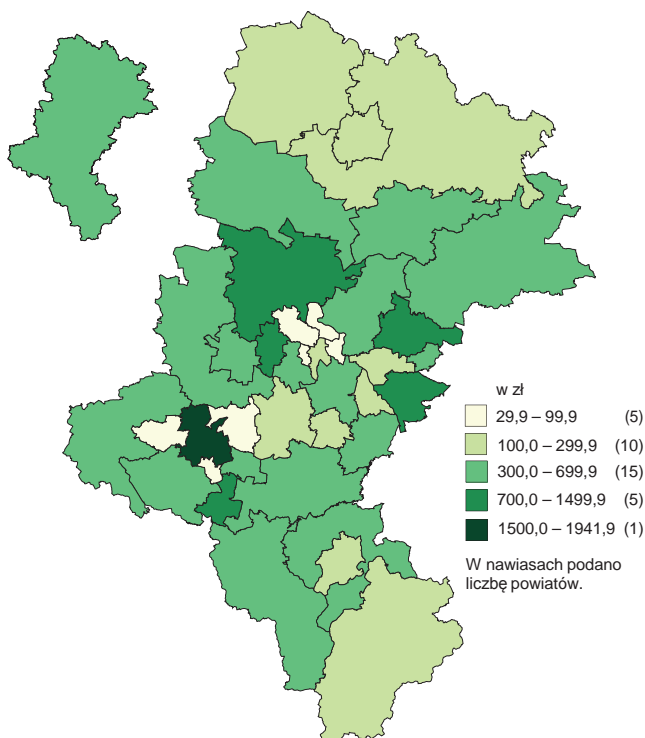 w zł
29,9 – 99,9 (5)
100,0 – 299,9 (10)
300,0 – 699,9 (15)
700,0 – 1499,9 (5)
1500,0 – 1941,9 (1)
W nawiasach podano
liczbę powiatów.